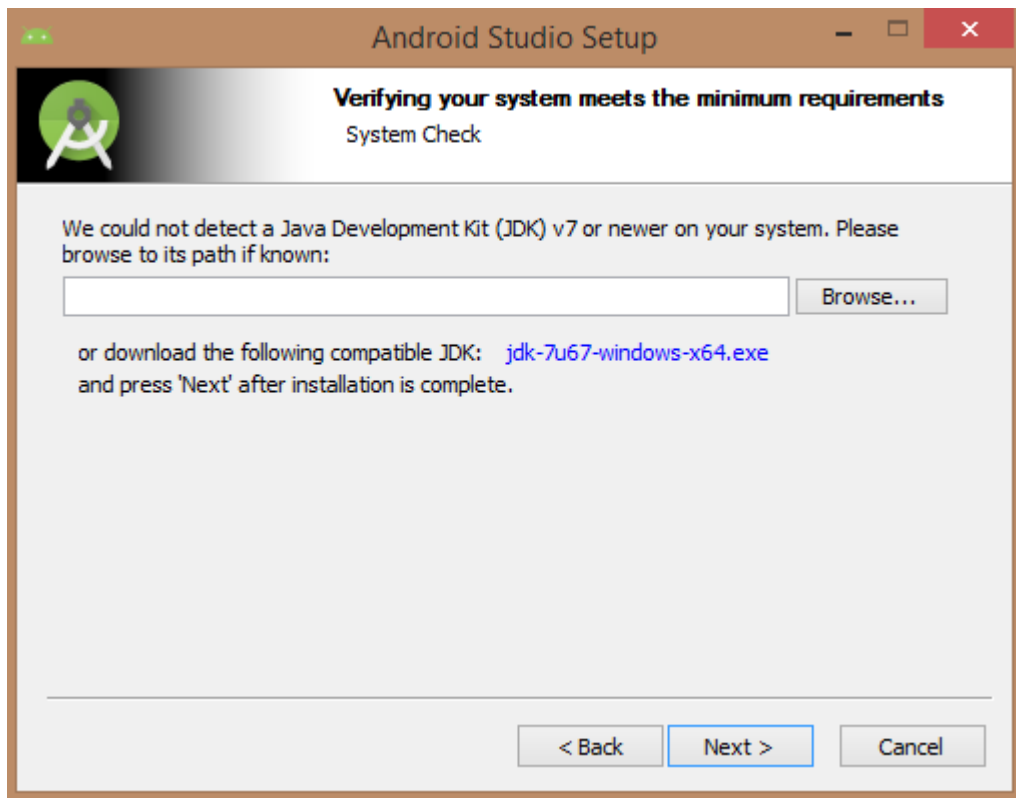 Android Studio Setup
Verifying your system meets the minimum requirements
System Check
We could not detect a Java Development Kit (JDK) v7 or newer on your system. Please
browse to its path if known:
Browse...
or download the following compatible JDK: jdk-7u67-windows-x64.exe
and press 'Next' after installation is complete.
< Back Next > Cancel